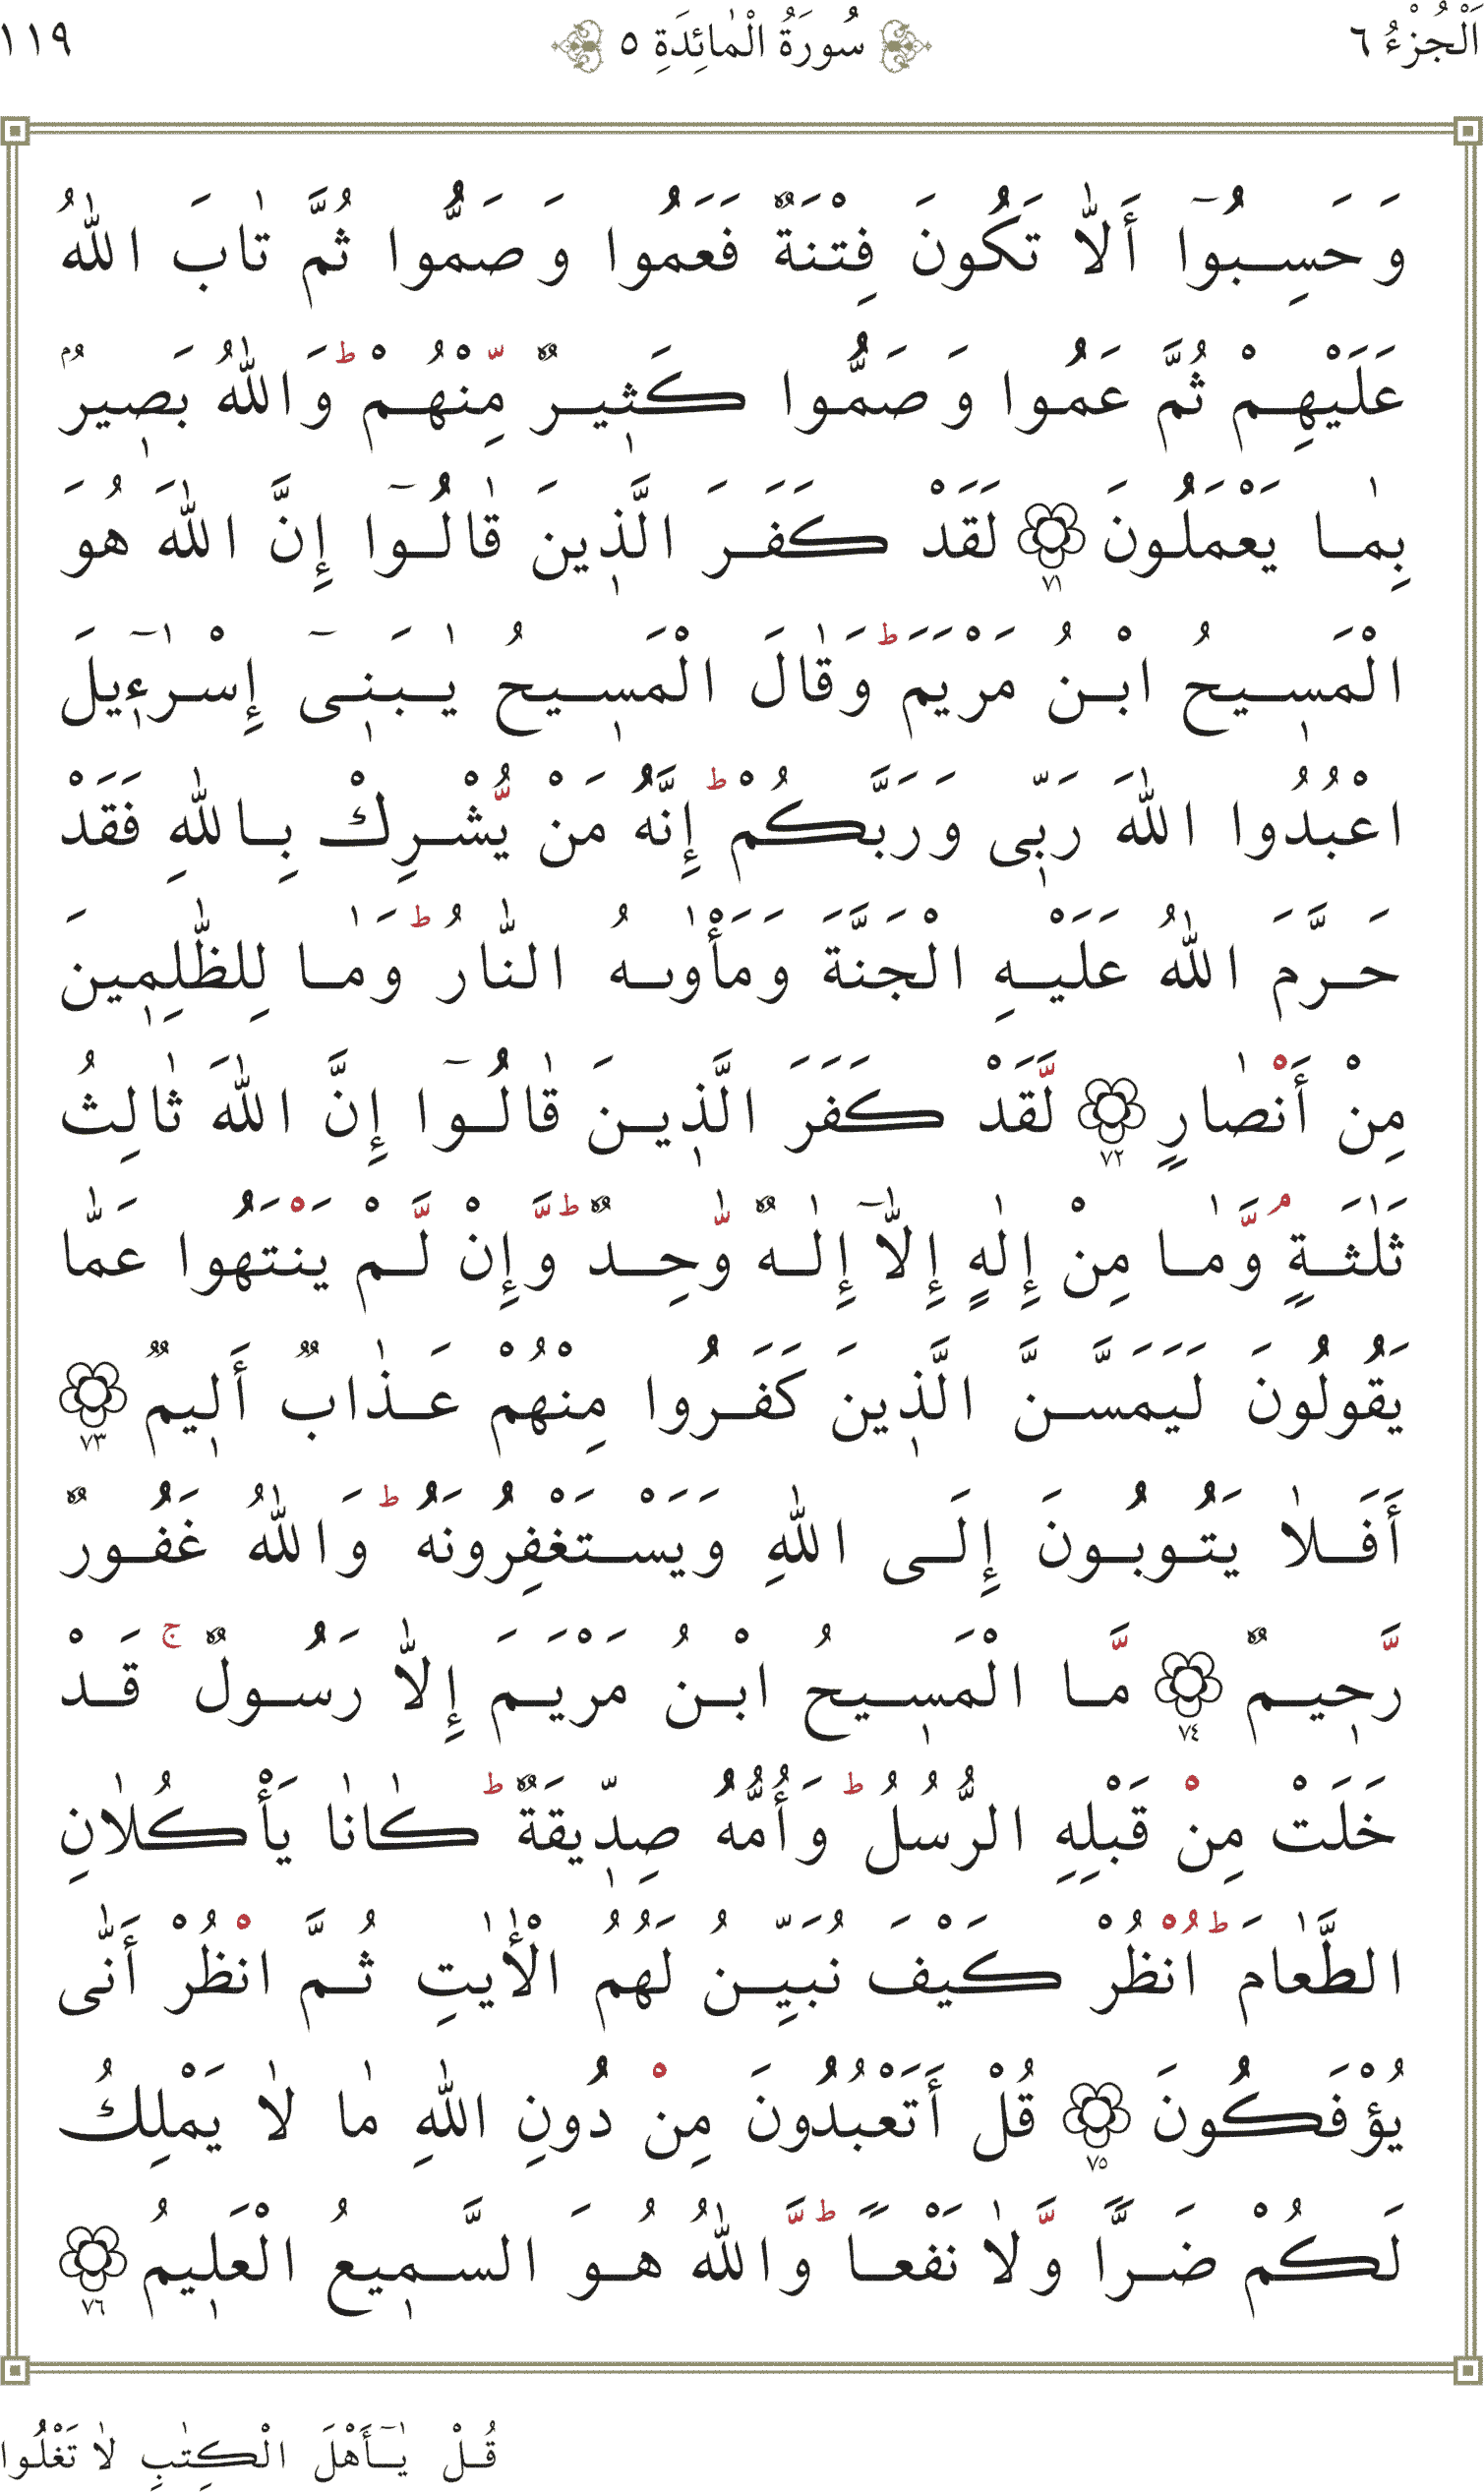 اَلْجُزْءُ ٦
سُورَةُ الْمٰائِدَةِ ٥
١١٩
وَحَسِبُوٓا أَلّٰا تَكُونَ فِتْنَةٌ فَعَمُوا وَصَمُّوا ثُمَّ تٰابَ اللّٰهُ
عَلَيْهِمْ ثُمَّ عَمُوا وَصَمُّوا كَثٖيرٌ مِّنْهُمْ ؕ وَاللّٰهُ بَصٖيرٌۢ
بِمٰا يَعْمَلُونَ ٧١ لَقَدْ كَفَرَ الَّذٖينَ قٰالُوٓا إِنَّ اللّٰهَ هُوَ
الْمَسٖيحُ ابْنُ مَرْيَمَ ؕ وَقٰالَ الْمَسٖيحُ يٰبَنٖىٓ إِسْرٰٓءٖيلَ
اعْبُدُوا اللّٰهَ رَبّٖى وَرَبَّكُمْ ؕ إِنَّهُ مَنْ يُّشْرِكْ بِاللّٰهِ فَقَدْ
حَرَّمَ اللّٰهُ عَلَيْهِ الْجَنَّةَ وَمَأْوٰىهُ النّٰارُ ؕ وَمٰا لِلظّٰلِمٖينَ
مِنْ أَنْصٰارٍ ٧٢ لَّقَدْ كَفَرَ الَّذٖينَ قٰالُوٓا إِنَّ اللّٰهَ ثٰالِثُ
ثَلٰثَةٍۘ وَّمٰا مِنْ إِلٰهٍ إِلّٰآ إِلٰهٌ وّٰحِدٌ ؕ وَّإِنْ لَّمْ يَنْتَهُوا عَمّٰا
يَقُولُونَ لَيَمَسَّنَّ الَّذٖينَ كَفَرُوا مِنْهُمْ عَذٰابٌ أَلٖيمٌ ٧٣
أَفَلٰا يَتُوبُونَ إِلَى اللّٰهِ وَيَسْتَغْفِرُونَهُ ؕ وَاللّٰهُ غَفُورٌ
رَّحٖيمٌ ٧٤ مَّا الْمَسٖيحُ ابْنُ مَرْيَمَ إِلّٰا رَسُولٌ ۚ قَدْ
خَلَتْ مِنْ قَبْلِهِ الرُّسُلُ ؕ وَأُمُّهُ صِدّٖيقَةٌ ؕ كٰانٰا يَأْكُلٰانِ
الطَّعٰامَ ؕ انْظُرْ كَيْفَ نُبَيِّنُ لَهُمُ الْأٰيٰتِ ثُمَّ انْظُرْ أَنّٰى
يُؤْفَكُونَ ٧٥ قُلْ أَتَعْبُدُونَ مِنْ دُونِ اللّٰهِ مٰا لٰا يَمْلِكُ
لَكُمْ ضَرًّا وَّلٰا نَفْعًا ؕ وَّاللّٰهُ هُوَ السَّمٖيعُ الْعَلٖيمُ ٧٦
قُلْ يٰٓأَهْلَ الْكِتٰبِ لٰا تَغْلُوا